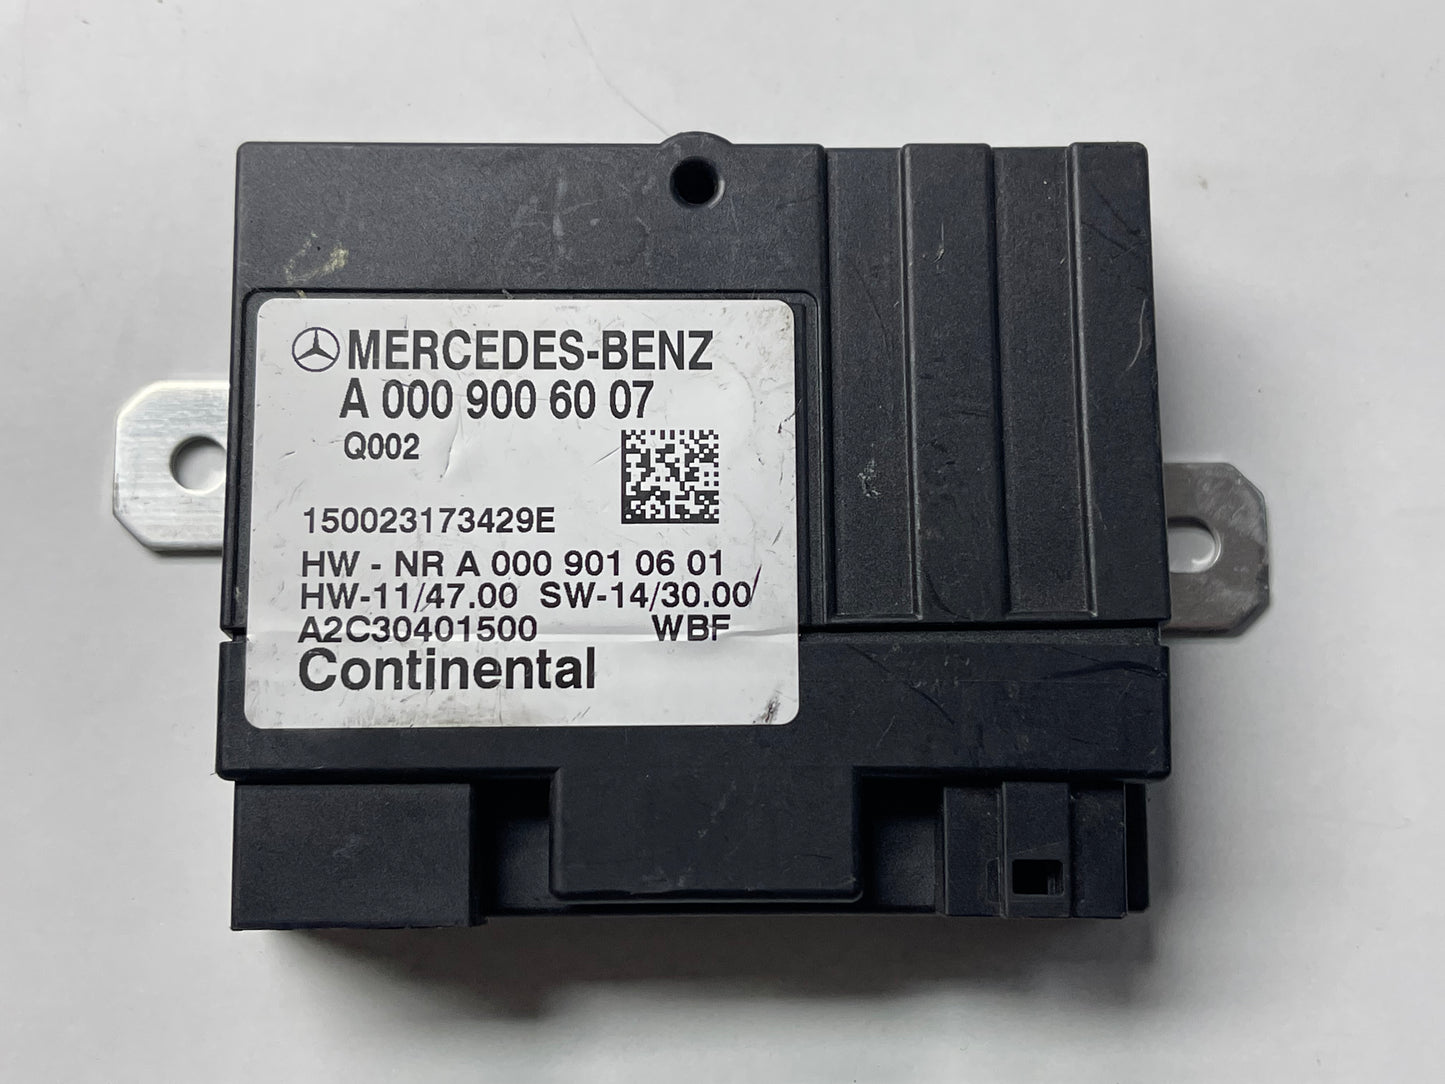 MERCEDES-BENZ
A 000 900 60 07
Q002
150023173429E
HW - NR A 000 901 06 01
HW-11/47.00 SW-14/30.00/
A2C30401500 WBF
Continental